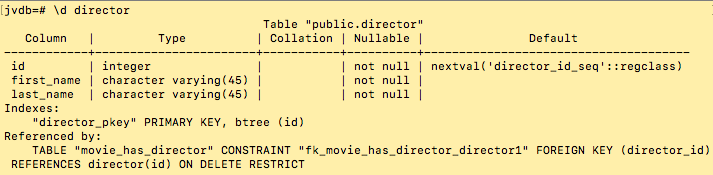 [jvdb=# \d director ]
                                  Table "public.director"
   Column   |         Type          | Collation | Nullable |               Default
------------+-----------------------+-----------+----------+--------------------------------------
 id         | integer               |           | not null | nextval('director_id_seq'::regclass)
 first_name | character varying(45) |           | not null |
 last_name  | character varying(45) |           | not null |
Indexes:
    "director_pkey" PRIMARY KEY, btree (id)
Referenced by:
    TABLE "movie_has_director" CONSTRAINT "fk_movie_has_director_director1" FOREIGN KEY (director_id)
 REFERENCES director(id) ON DELETE RESTRICT